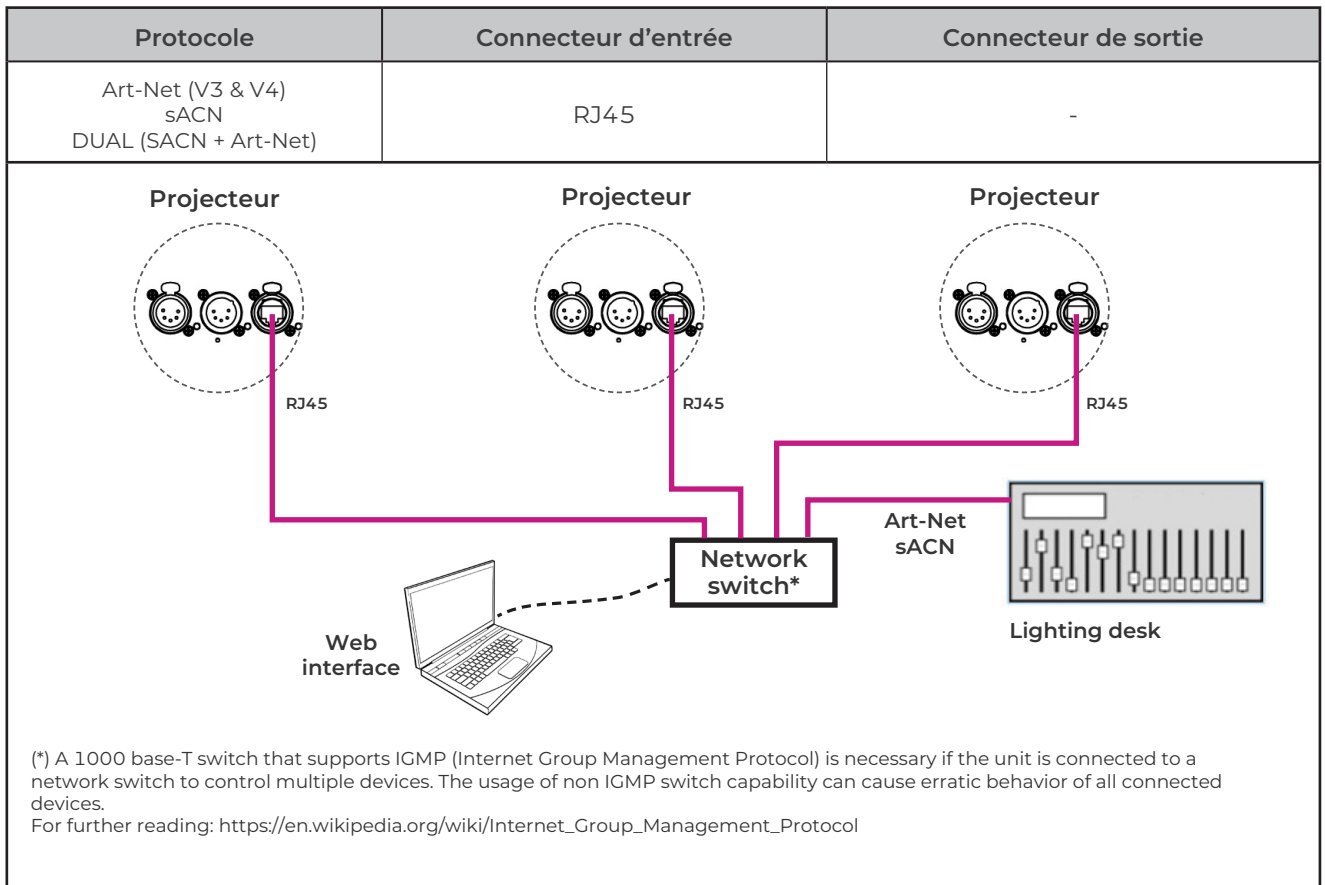 Protocole
Connecteur d'entrée
Connecteur de sortie
Art-Net (V3 & V4)
sACN
DUAL (SACN + Art-Net)
RJ45
-
Projecteur
Projecteur
Projecteur
RJ45
RJ45
RJ45
Art-Net
sACN
Network
switch*
Web
interface
Lighting desk
(*) A 1000 base-T switch that supports IGMP (Internet Group Management Protocol) is necessary if the unit is connected to a
network switch to control multiple devices. The usage of non IGMP switch capability can cause erratic behavior of all connected
devices.
For further reading: https://en.wikipedia.org/wiki/Internet_Group_Management_Protocol